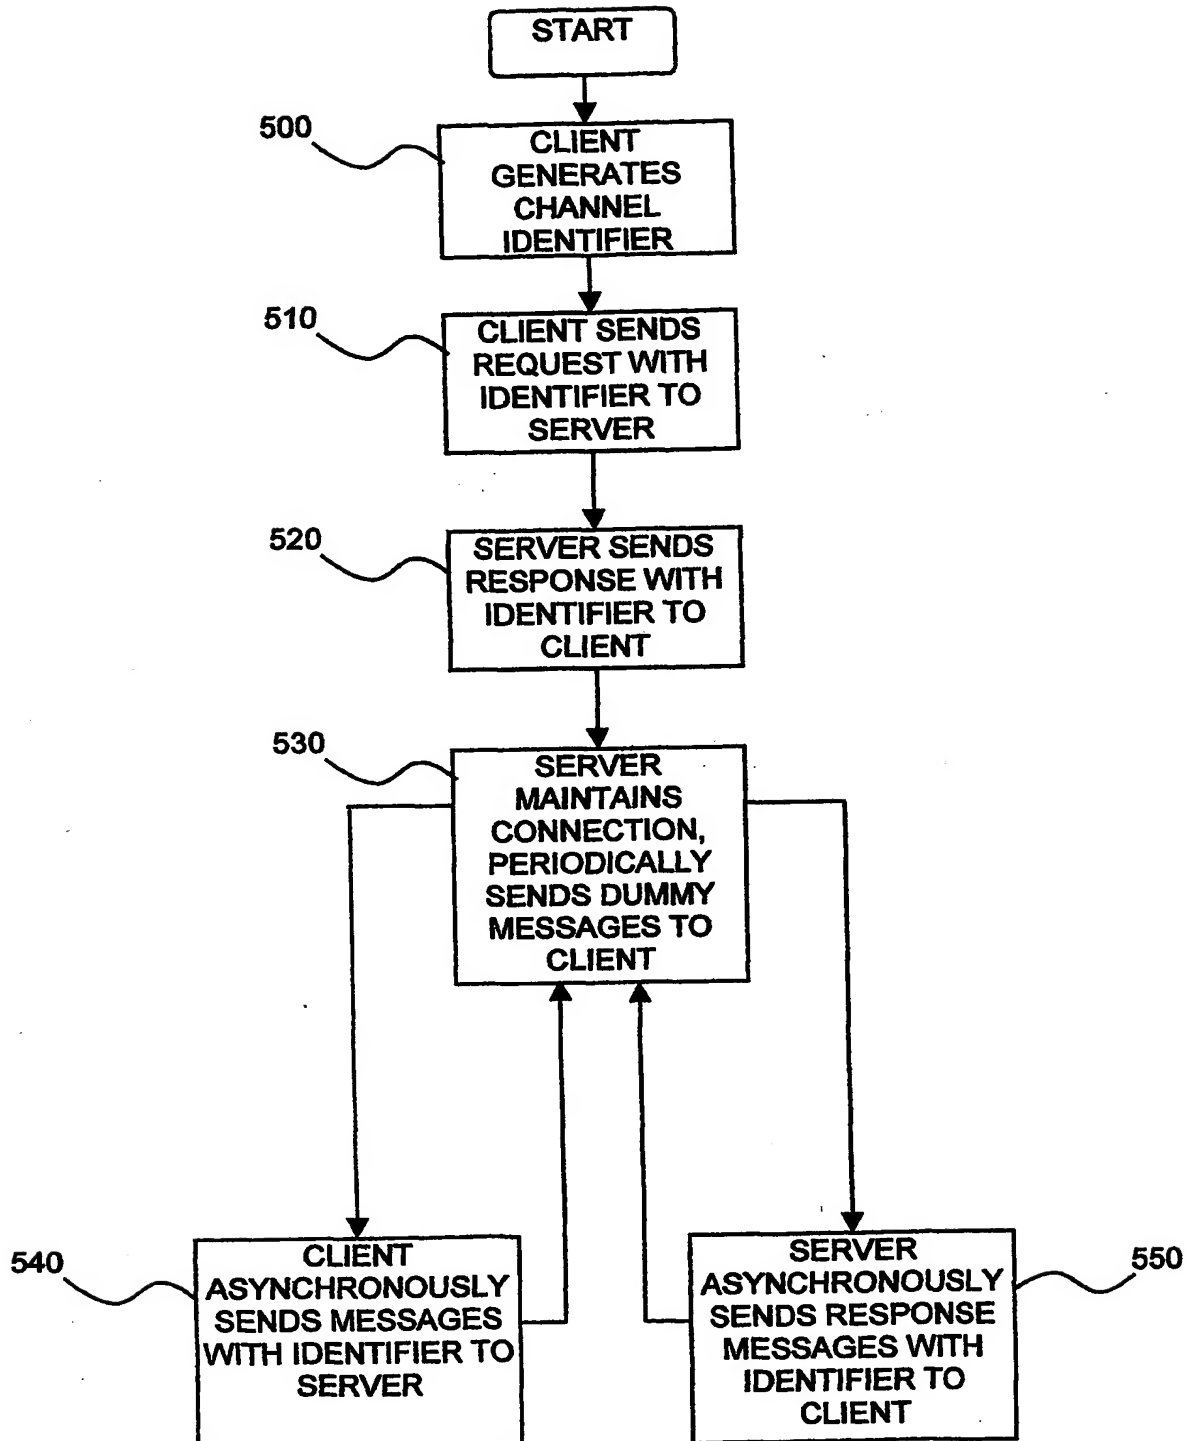 START
500
CLIENT
GENERATES
CHANNEL
IDENTIFIER
510
CLIENT SENDS
REQUEST WITH
IDENTIFIER TO
SERVER
520
SERVER SENDS
RESPONSE WITH
IDENTIFIER TO
CLIENT
530
SERVER
MAINTAINS
CONNECTION,
PERIODICALLY
SENDS DUMMY
MESSAGES TO
CLIENT
540
CLIENT
ASYNCHRONOUSLY
SENDS MESSAGES
WITH IDENTIFIER TO
SERVER
SERVER
ASYNCHRONOUSLY
SENDS RESPONSE
MESSAGES WITH
IDENTIFIER TO
CLIENT
550